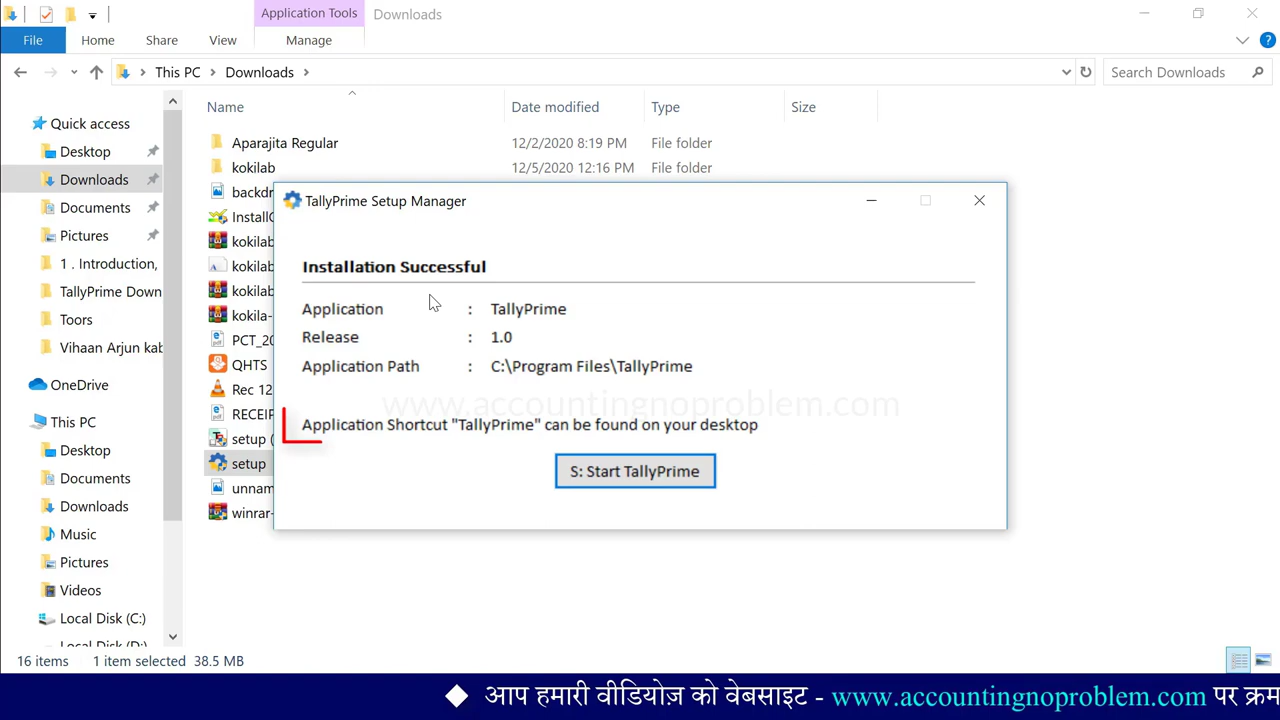 Application Tools
Downloads
File
Home
Share
View
Manage
This PC
Downloads
Search Downloads
Name
Date modified
Type
Size
Quick access
Desktop
Downloads
Documents
Pictures
1 . Introduction,
TallyPrime Down
Toors
Vihaan Arjun kab
OneDrive
This PC
Desktop
Documents
Downloads
Music
Pictures
Videos
Local Disk (C:)
Local Disk (D:)
Aparajita Regular 12/2/2020 8:19 PM File folder
kokilab 12/5/2020 12:16 PM File folder
backdr
InstallC
kokilab
kokilab
kokilab
kokila-
PCT_20
QHTS
Rec 12
RECEIP
setup (
setup
unnam
winrar-
TallyPrime Setup Manager
Installation Successful
Application : TallyPrime
Release : 1.0
Application Path : C:\Program Files\TallyPrime
www.accountingnoproblem.com
Application Shortcut "TallyPrime" can be found on your desktop
S: Start TallyPrime
16 items 1 item selected 38.5 MB
आप हमारी वीडियोज़ को वेबसाइट - www.accountingnoproblem.com पर क्रम